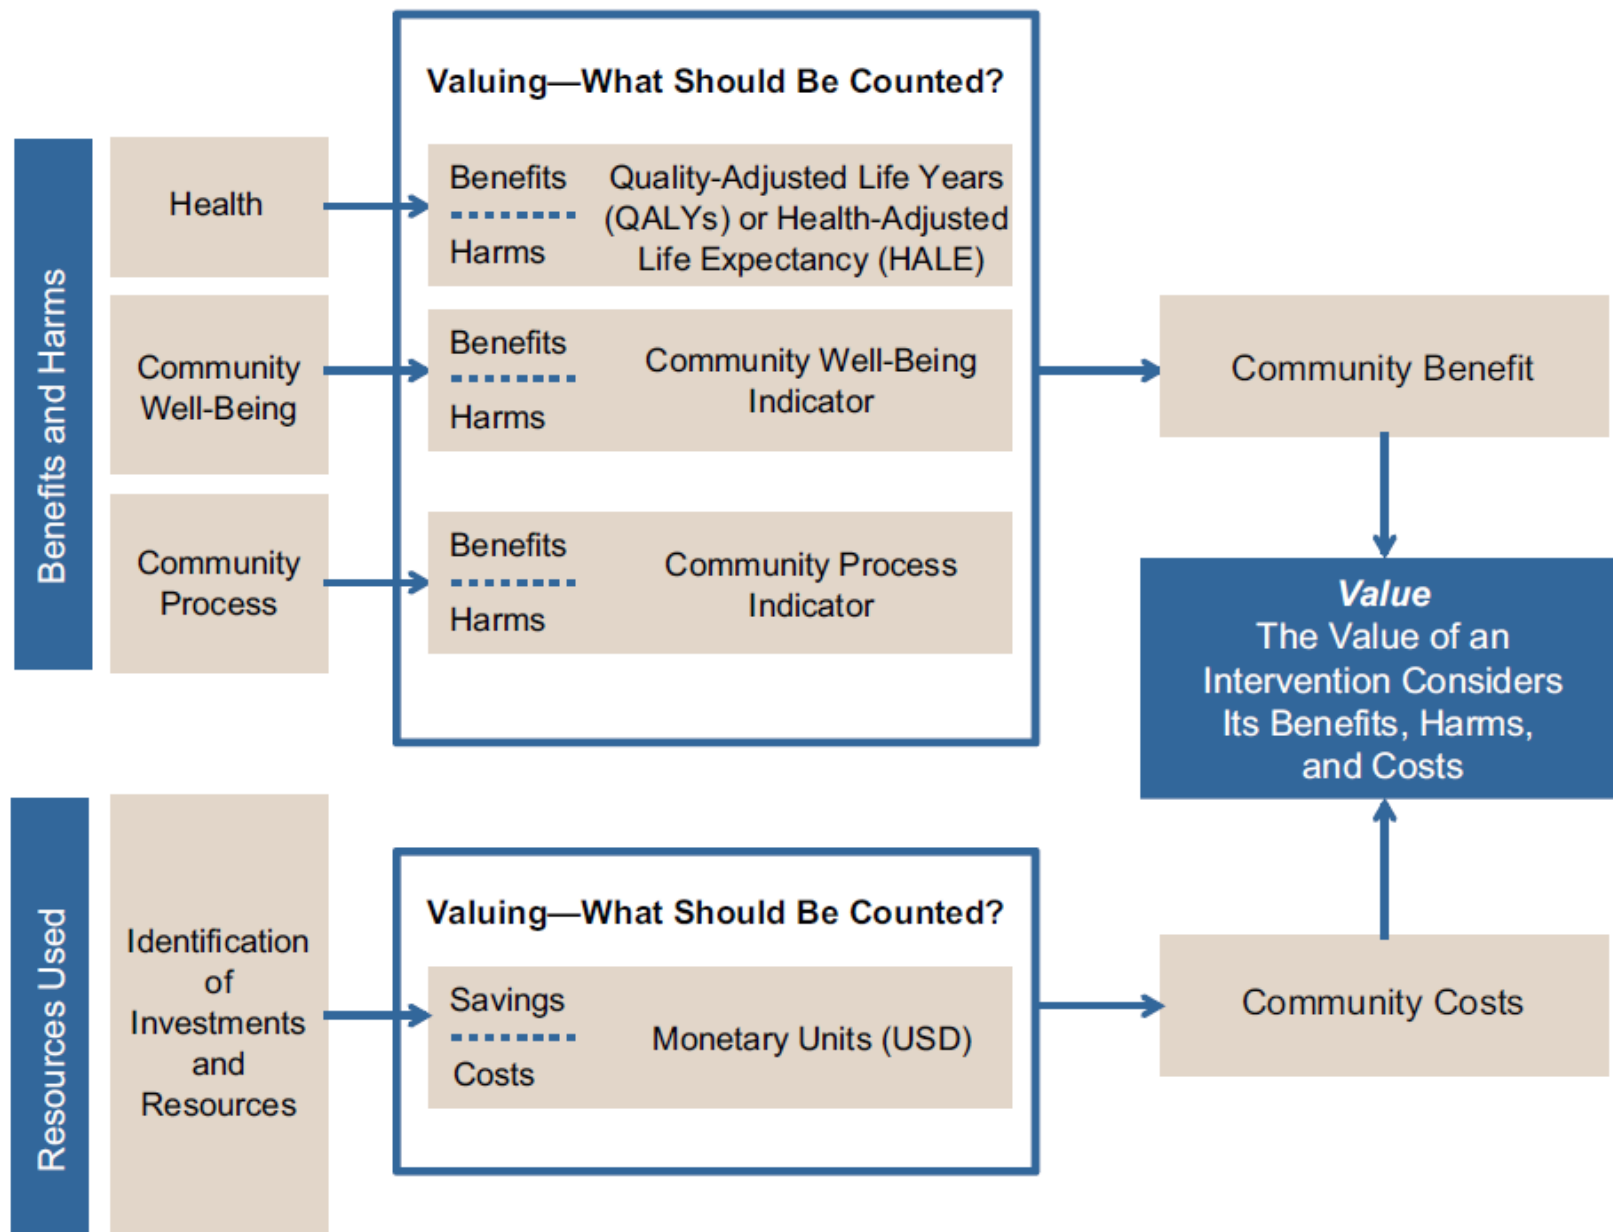 Valuing—What Should Be Counted?
Benefits and Harms
Health
Benefits
Harms
Quality-Adjusted Life Years
(QALYs) or Health-Adjusted
Life Expectancy (HALE)
Community
Well-Being
Benefits
Harms
Community Well-Being
Indicator
Community
Process
Benefits
Harms
Community Process
Indicator
Community Benefit
Value
The Value of an
Intervention Considers
Its Benefits, Harms,
and Costs
Resources Used
Identification
of
Investments
and
Resources
Valuing—What Should Be Counted?
Savings
Costs
Monetary Units (USD)
Community Costs